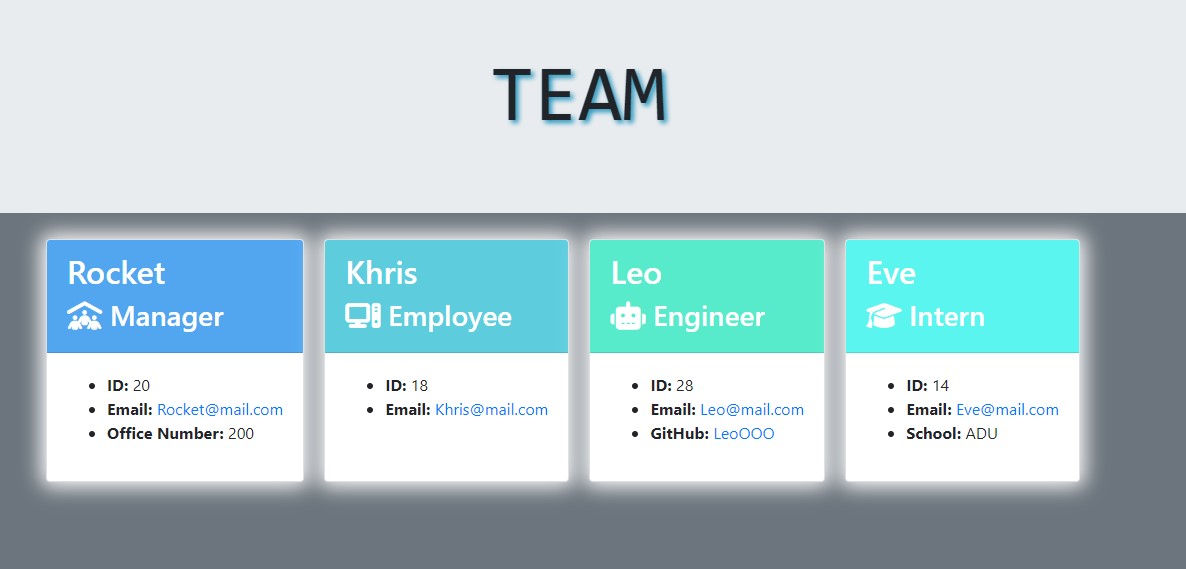 TEAM
Rocket
Manager
ID: 20
Email: Rocket@mail.com
Office Number: 200
Khris
Employee
ID: 18
Email: Khris@mail.com
Leo
Engineer
ID: 28
Email: Leo@mail.com
GitHub: LeoOOO
Eve
Intern
ID: 14
Email: Eve@mail.com
School: ADU